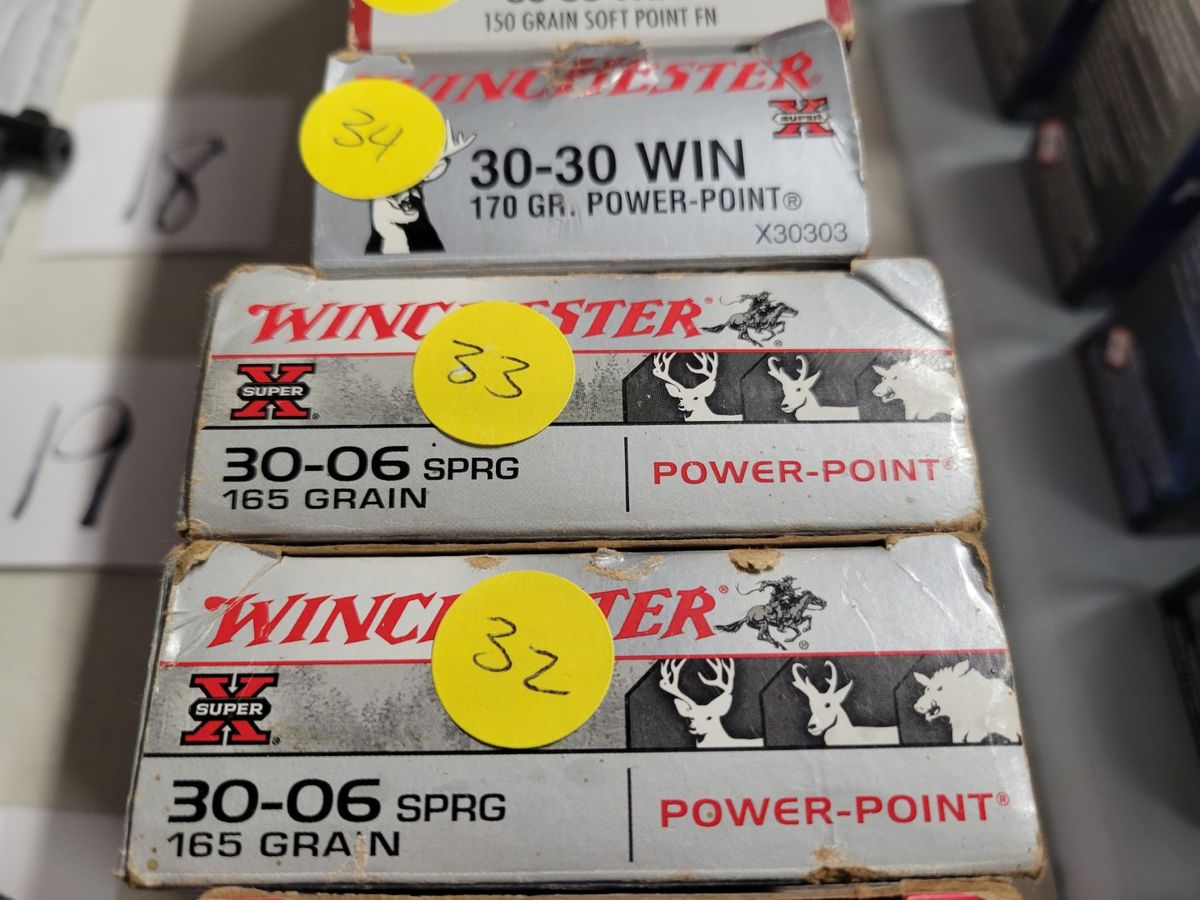 150 GRAIN SOFT POINT FN
WINCHESTER®
34
SUPER X
30-30 WIN
170 GR. POWER-POINT®
X30303
18
WINCHESTER®
33
SUPER X®
30-06 SPRG
165 GRAIN
POWER-POINT®
19
WINCHESTER®
32
SUPER X®
30-06 SPRG
165 GRAIN
POWER-POINT®